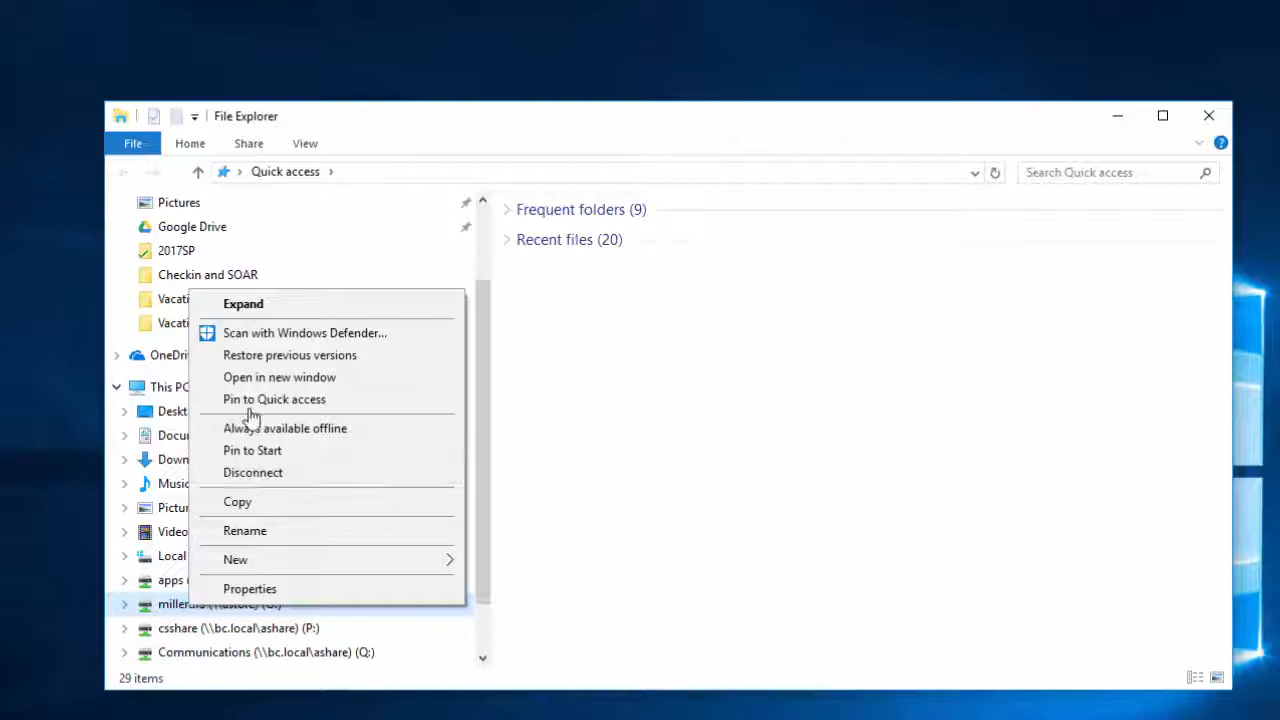 File Explorer
File Home Share View
Quick access
Search Quick access
Pictures
Google Drive
2017SP
Checkin and SOAR
Vacati
Vacati
OneDri
This PC
Deskt
Docu
Down
Music
Pictur
Video
Local
apps (
csshare (\\bc.local\ashare) (P:)
Communications (\\bc.local\ashare) (Q:)
29 items
Expand
Scan with Windows Defender...
Restore previous versions
Open in new window
Pin to Quick access
Always available offline
Pin to Start
Disconnect
Copy
Rename
New
Properties
Frequent folders (9)
Recent files (20)